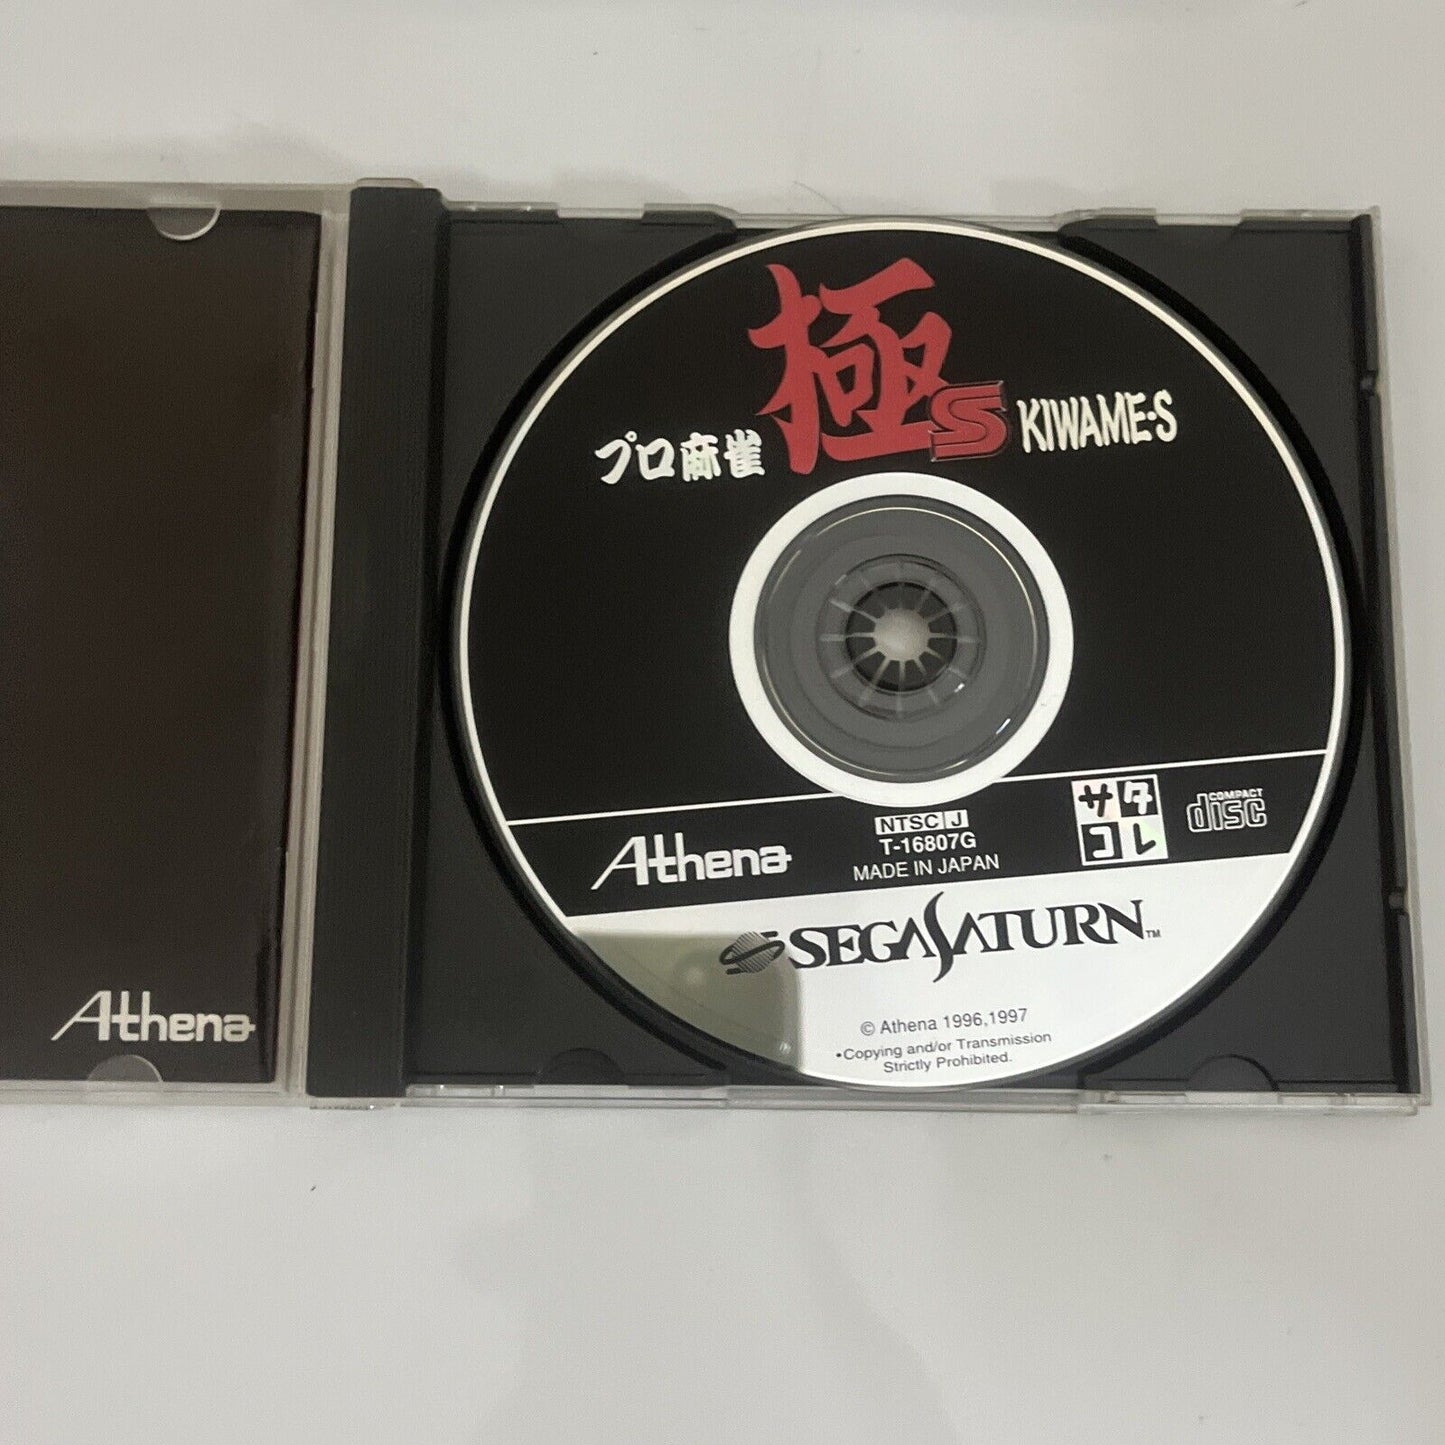 極S
プロ麻雀
KIWAME・S
Athena
NTSC J
T-16807G
MADE IN JAPAN
サタ
コレ
COMPACT
disc
SEGA SATURN™
© Athena 1996,1997
•Copying and/or Transmission
Strictly Prohibited.
Athena